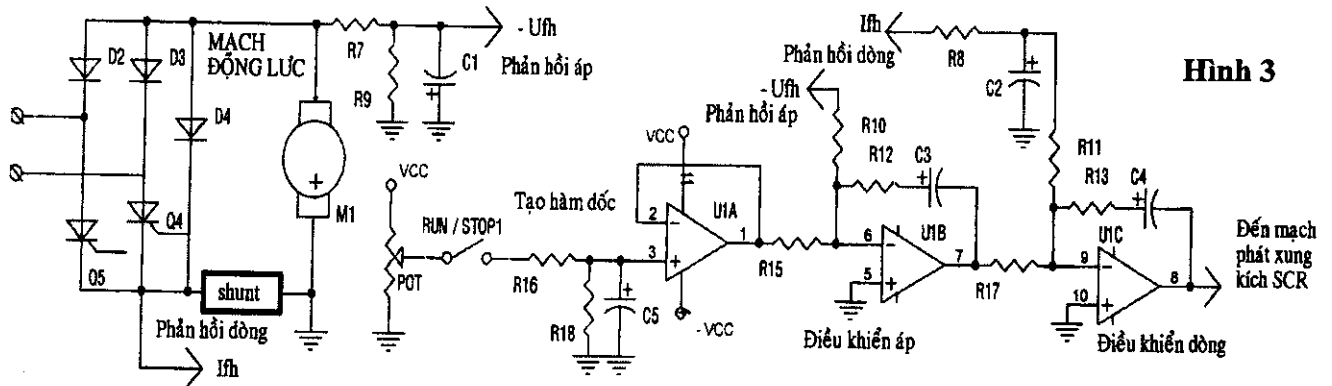 D2
D3
MẠCH
ĐỘNG LƯC
D4
Q4
Q5
R7
R9
C1
- Ufh
Phản hồi áp
M1
VCC
POT
RUN / STOP1
shunt
Phản hồi dòng
Ifh
Tạo hàm dốc
R16
R18
C5
VCC
2
3
U1A
1
- VCC
R15
Ifh
Phản hồi dòng
R8
C2
- Ufh
Phản hồi áp
R10
R12
C3
6
5
U1B
7
Điều khiển áp
R17
R11
R13
C4
9
10
U1C
8
Điều khiển dòng
Đến mạch
phát xung
kích SCR
Hình 3